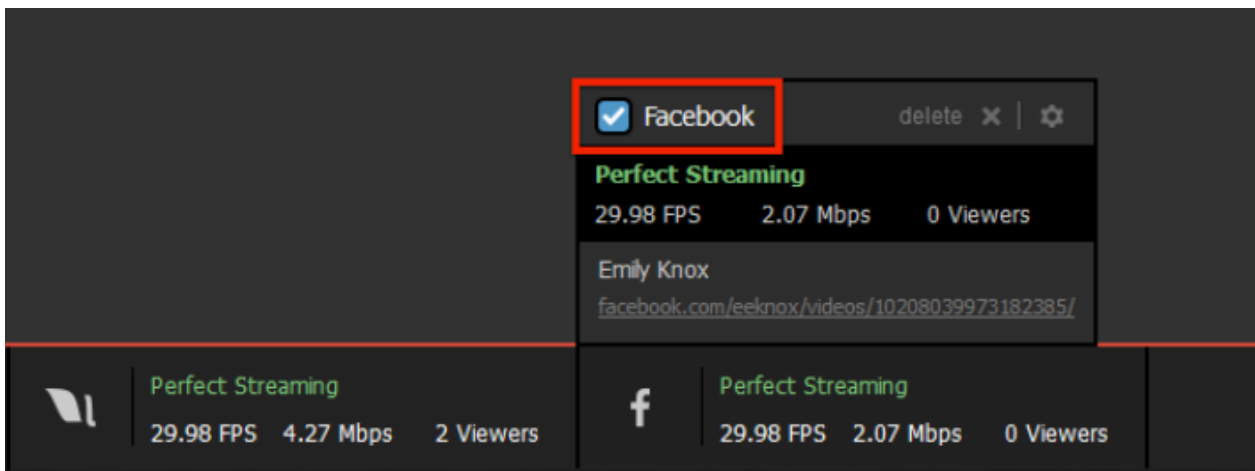 Facebook
delete
Perfect Streaming
29.98 FPS 2.07 Mbps 0 Viewers
Emily Knox
facebook.com/eeknox/videos/10208039973182385/
Perfect Streaming
29.98 FPS 4.27 Mbps 2 Viewers
Perfect Streaming
29.98 FPS 2.07 Mbps 0 Viewers